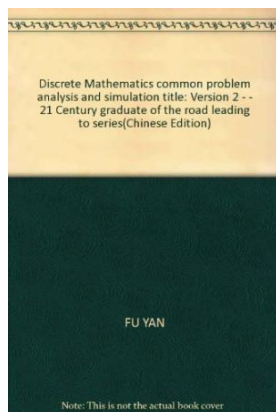 Discrete Mathematics common problem
analysis and simulation title: Version 2 - -
21 Century graduate of the road leading
to series(Chinese Edition)
FU YAN
Note: This is not the actual book cover